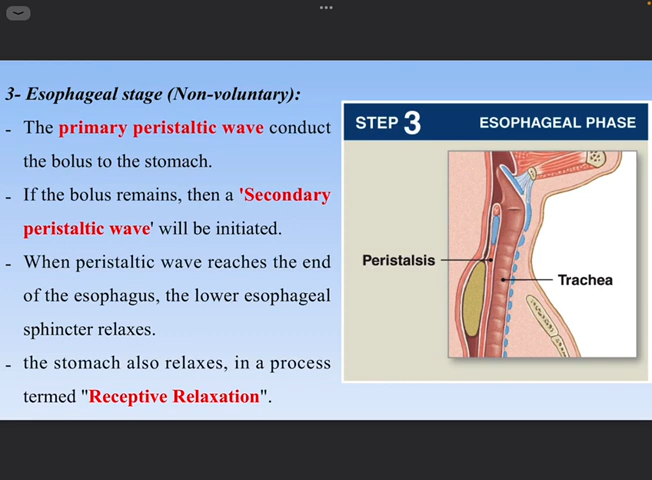 3- Esophageal stage (Non-voluntary):
- The primary peristaltic wave conduct
the bolus to the stomach.
- If the bolus remains, then a 'Secondary
peristaltic wave' will be initiated.
- When peristaltic wave reaches the end
of the esophagus, the lower esophageal
sphincter relaxes.
- the stomach also relaxes, in a process
termed "Receptive Relaxation".
STEP 3 ESOPHAGEAL PHASE
Peristalsis
Trachea